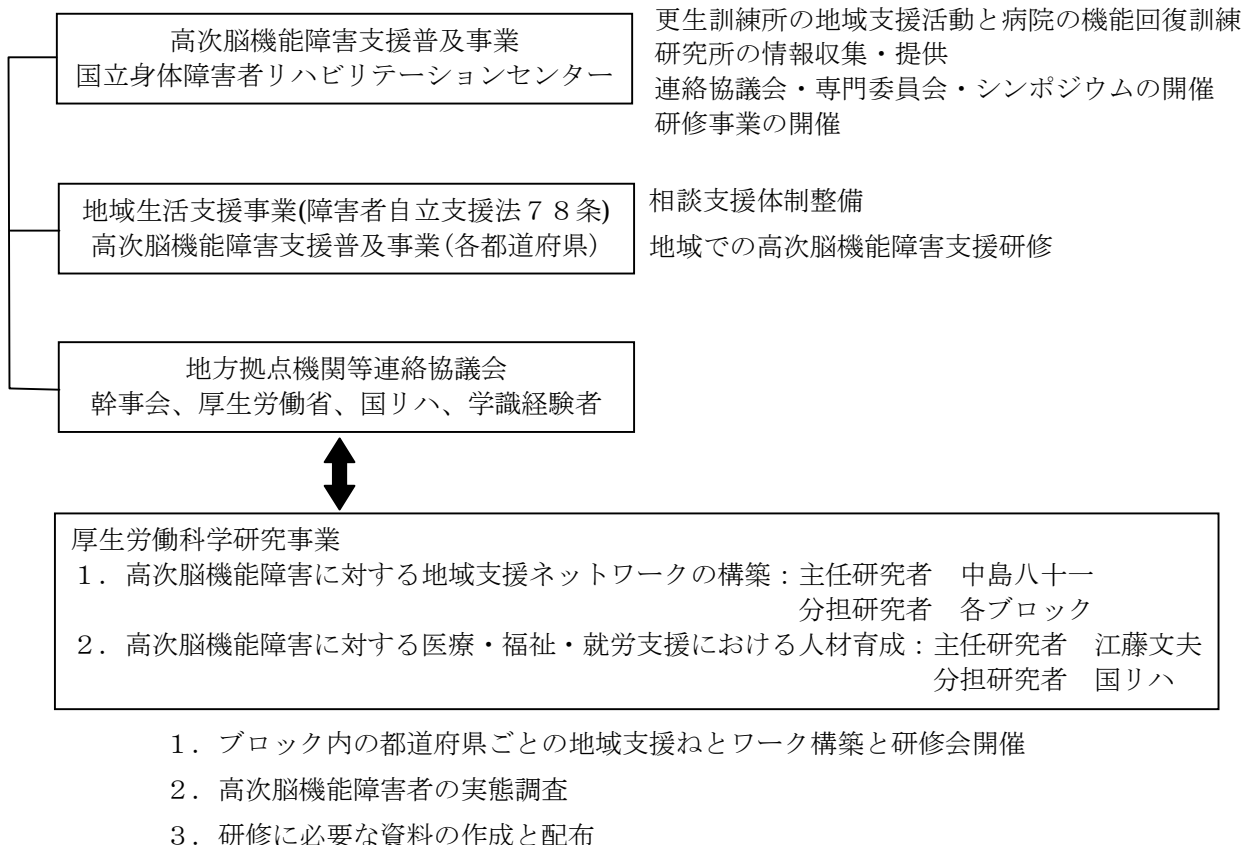 高次脳機能障害支援普及事業
国立身体障害者リハビリテーションセンター
更生訓練所の地域支援活動と病院の機能回復訓練
研究所の情報収集・提供
連絡協議会・専門委員会・シンポジウムの開催
研修事業の開催
地域生活支援事業(障害者自立支援法７８条)
高次脳機能障害支援普及事業(各都道府県)
相談支援体制整備
地域での高次脳機能障害支援研修
地方拠点機関等連絡協議会
幹事会、厚生労働省、国リハ、学識経験者
厚生労働科学研究事業
１．高次脳機能障害に対する地域支援ネットワークの構築：主任研究者　中島八十一
分担研究者　各ブロック
２．高次脳機能障害に対する医療・福祉・就労支援における人材育成：主任研究者　江藤文夫
分担研究者　国リハ
１．ブロック内の都道府県ごとの地域支援ねとワーク構築と研修会開催
２．高次脳機能障害者の実態調査
３．研修に必要な資料の作成と配布